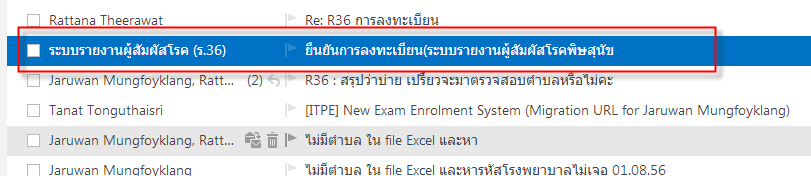 Rattana Theerawat Re: R36 การลงทะเบียน
ระบบรายงานผู้สัมผัสโรค (ร.36) ยืนยันการลงทะเบียน(ระบบรายงานผู้สัมผัสโรคพิษสุนัข
Jaruwan Mungfoyklang, Ratt... (2) R36 : สรุปว่าบ่าย เปรี้ยวจะมาตรวจสอบตำบลหรือไม่คะ
Tanat Tonguthaisri [ITPE] New Exam Enrolment System (Migration URL for Jaruwan Mungfoyklang)
Jaruwan Mungfoyklang, Ratt... ไม่มีตำบล ใน file Excel และหา
Jaruwan Mungfoyklang ไม่มีตำบล ใน file Excel และหารหัสโรงพยาบาลไม่เจอ 01.08.56